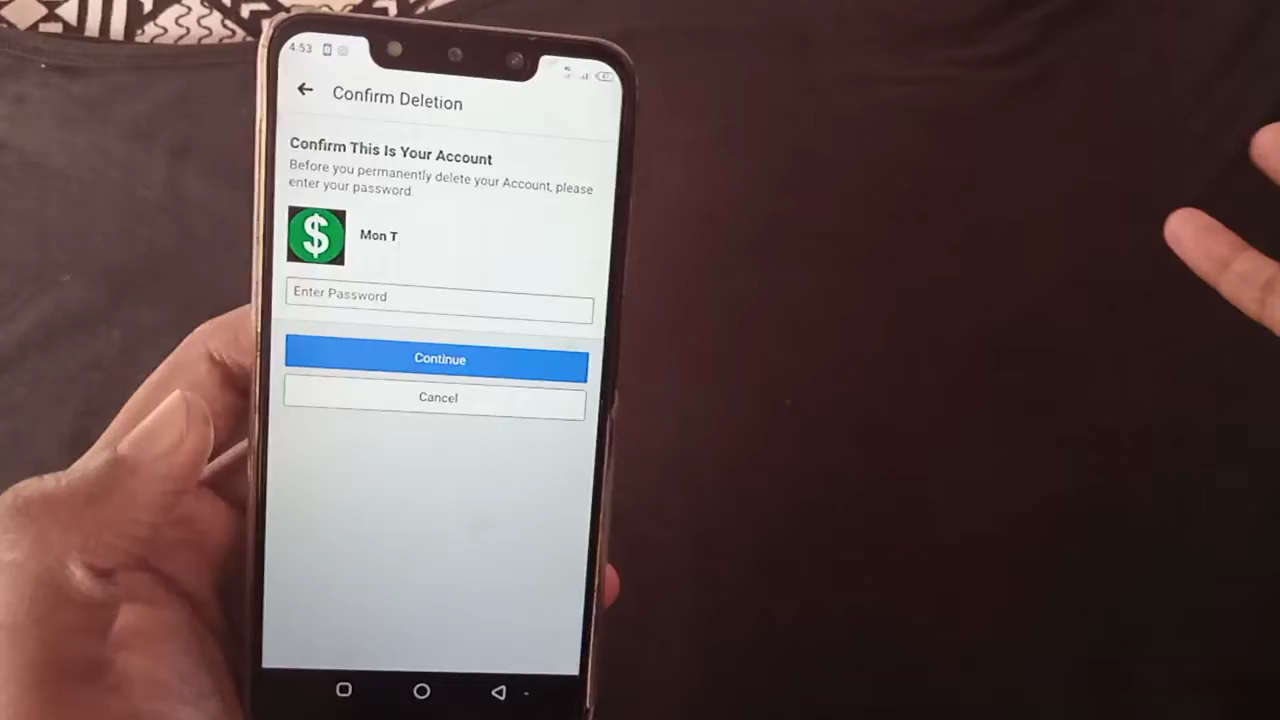 4.53
Confirm Deletion
Confirm This Is Your Account
Before you permanently delete your Account, please
enter your password.
$
Mon T
Enter Password
Continue
Cancel